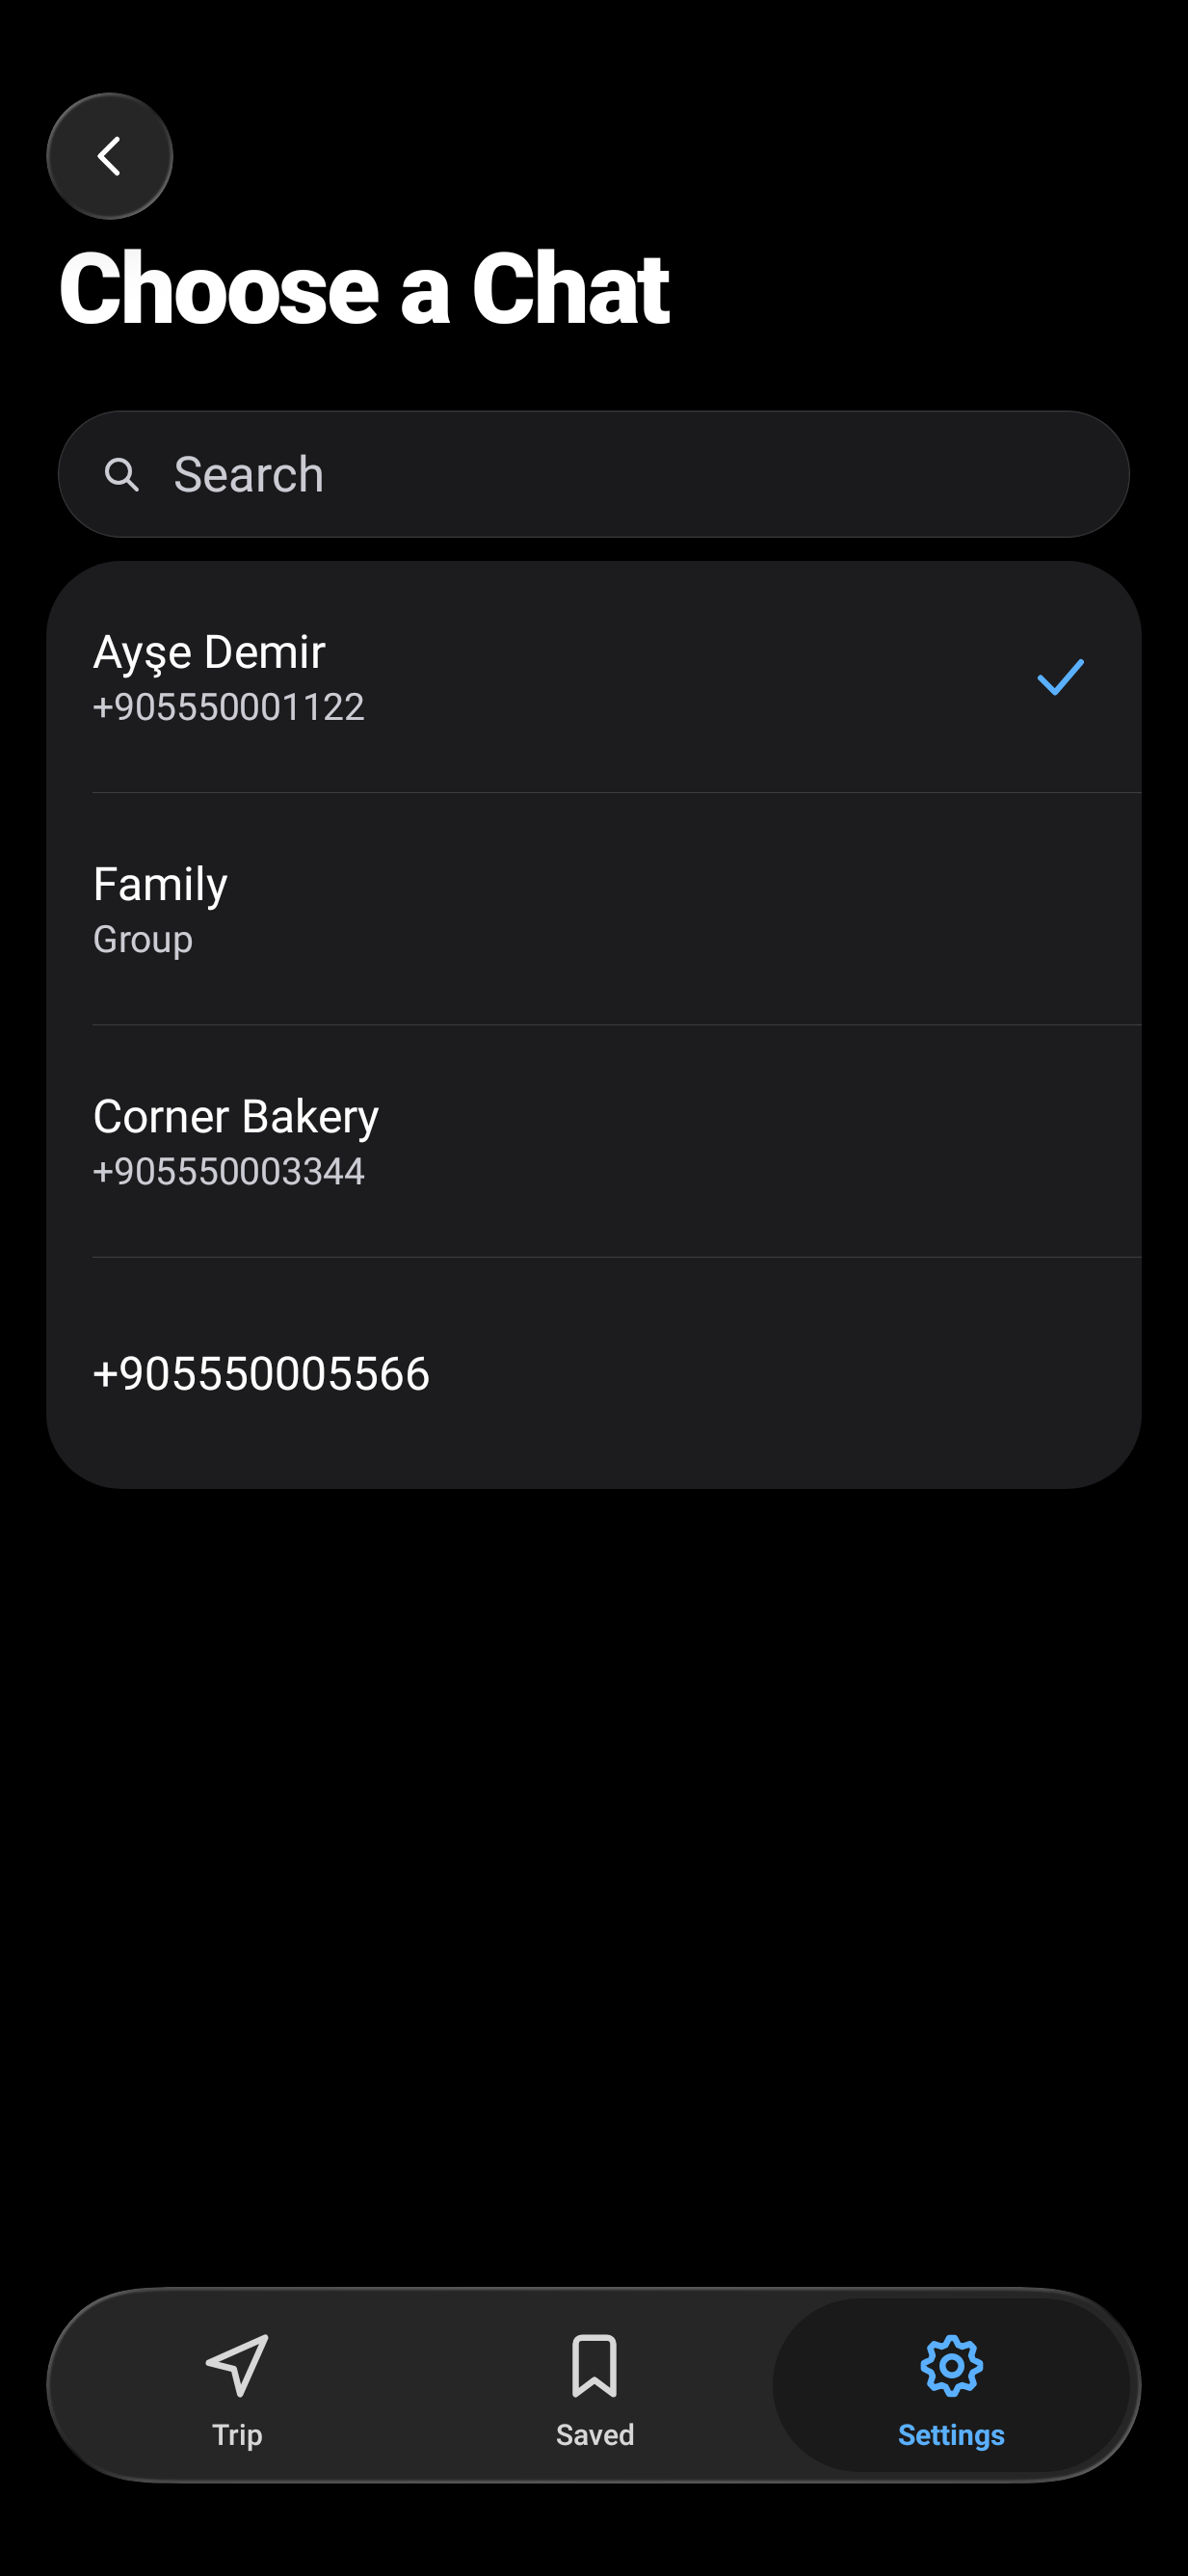 Choose a Chat
Search
Ayşe Demir
+905550001122
Family
Group
Corner Bakery
+905550003344
+905550005566
Trip
Saved
Settings